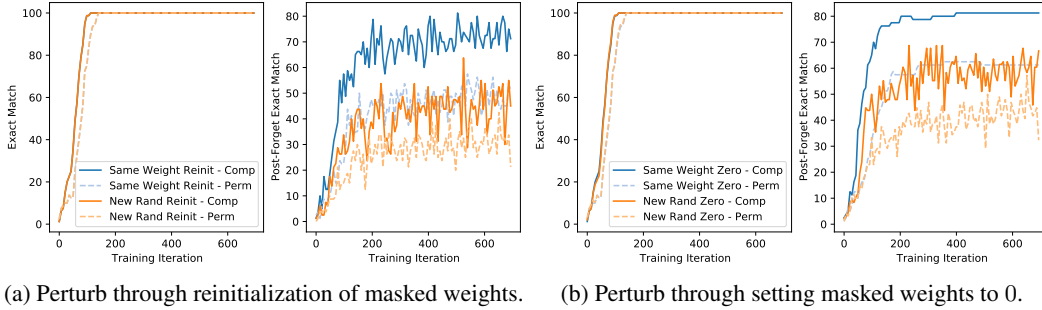 100
80
60
40
20
0
Exact Match
Same Weight Reinit - Comp
Same Weight Reinit - Perm
New Rand Reinit - Comp
New Rand Reinit - Perm
0 200 400 600
Training Iteration
80
70
60
50
40
30
20
10
0
Post-Forget Exact Match
0 200 400 600
Training Iteration
(a) Perturb through reinitialization of masked weights.
100
80
60
40
20
0
Exact Match
Same Weight Zero - Comp
Same Weight Zero - Perm
New Rand Zero - Comp
New Rand Zero - Perm
0 200 400 600
Training Iteration
80
70
60
50
40
30
20
10
0
Post-Forget Exact Match
0 200 400 600
Training Iteration
(b) Perturb through setting masked weights to 0.